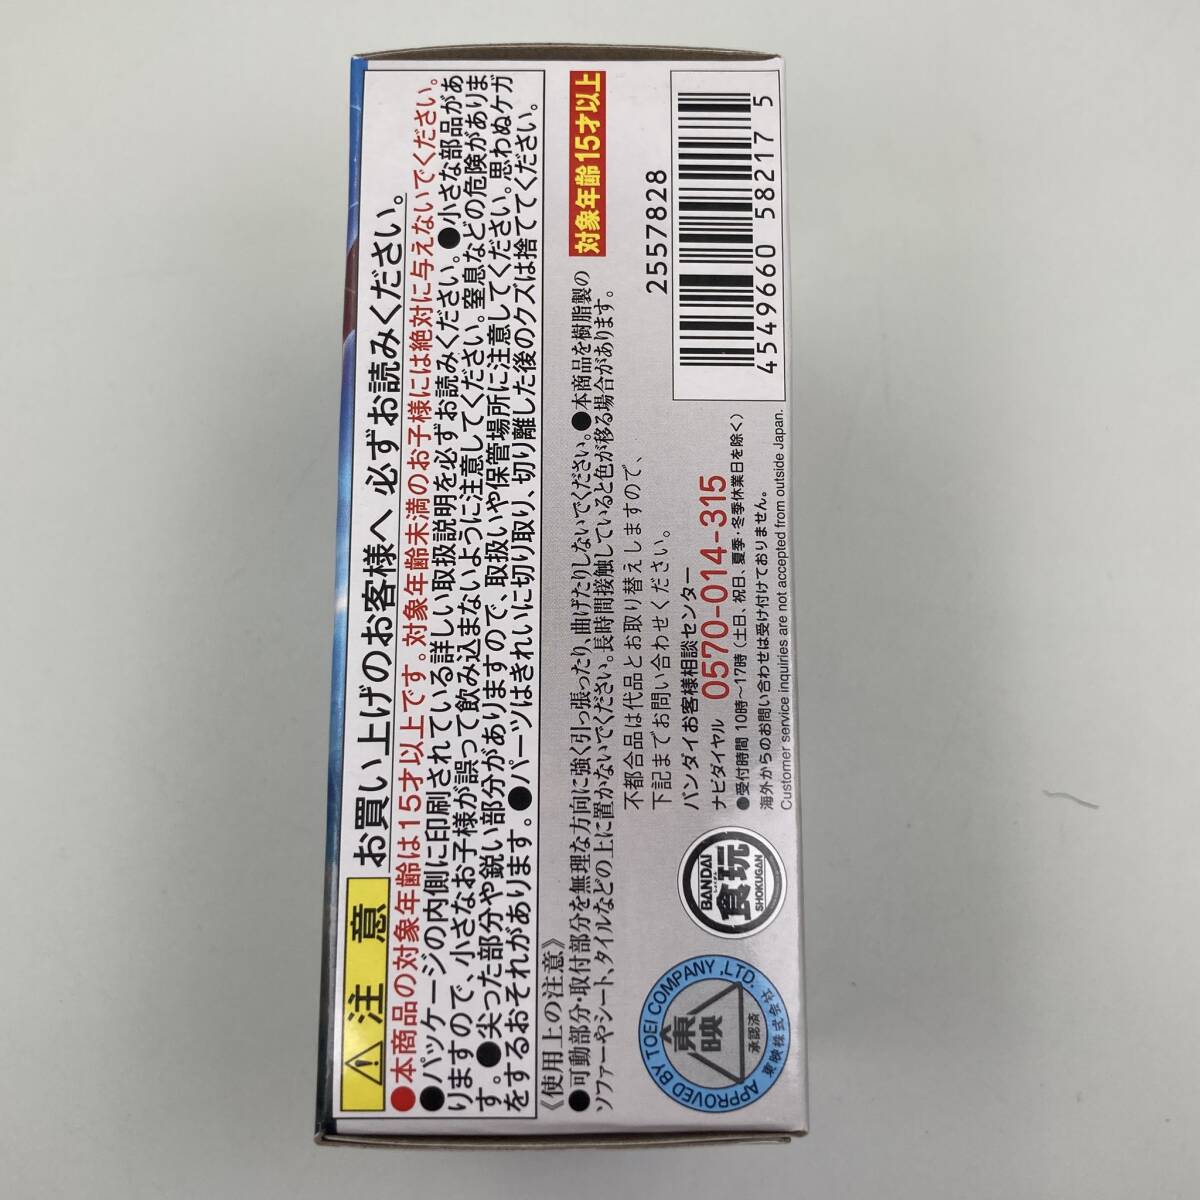 注意
お買い上げのお客様へ 必ずお読みください。
●本商品の対象年齢は15才以上です。対象年齢未満のお子様には絶対に与えないでください。
●パッケージの内側に印刷されている詳しい取扱説明を必ずお読みください。●小さな部品があ
りますので、小さなお子様が誤って飲み込まないように注意してください。窒息などの危険がありま
す。●尖った部分や鋭い部分がありますので、取扱いや保管場所に注意してください。思わぬケガ
をするおそれがあります。●パーツはきれいに切り取り、切り離した後のクズは捨ててください。
《使用上の注意》
●可動部分・取付部分を無理な方向に強く引っ張ったり、曲げたりしないでください。●本商品を樹脂製の
ソファーやシート、タイルなどの上に置かないでください。長時間接触していると色が移る場合があります。
対象年齢15才以上
不都合品は代品とお取り替えしますので、
下記までお問い合わせください。
バンダイお客様相談センター
ナビダイヤル 0570-014-315
●受付時間 10時〜17時(土日、祝日、夏季・冬季休業日を除く)
海外からのお問い合わせは受け付けておりません。
Customer service inquiries are not accepted from outside Japan.
2557828
4549660 58217 5
BANDAI
食玩
SHOKUGAN
APPROVED BY TOEI COMPANY ,LTD.
東映
承認済
東映株式会社